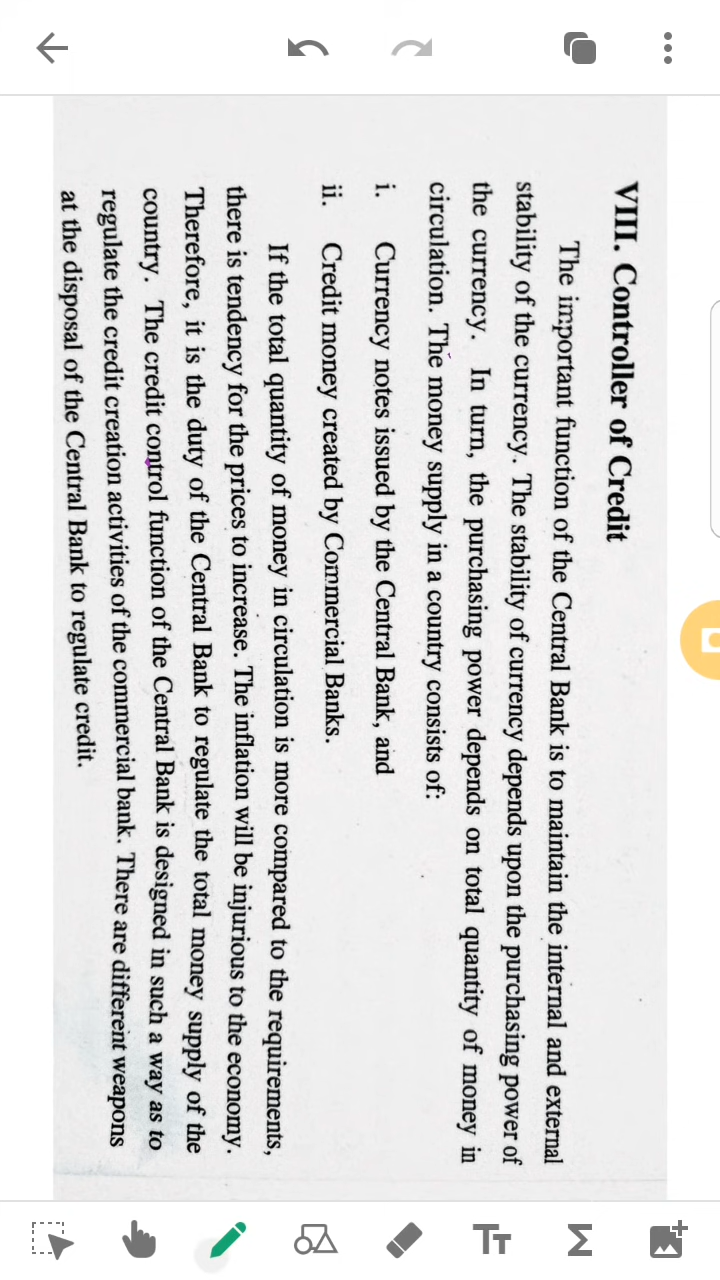 VIII. Controller of Credit
The important function of the Central Bank is to maintain the internal and external
stability of the currency. The stability of currency depends upon the purchasing power of
the currency. In turn, the purchasing power depends on total quantity of money in
circulation. The money supply in a country consists of:
i. Currency notes issued by the Central Bank, and
ii. Credit money created by Commercial Banks.
If the total quantity of money in circulation is more compared to the requirements,
there is tendency for the prices to increase. The inflation will be injurious to the economy.
Therefore, it is the duty of the Central Bank to regulate the total money supply of the
country. The credit control function of the Central Bank is designed in such a way as to
regulate the credit creation activities of the commercial bank. There are different weapons
at the disposal of the Central Bank to regulate credit.
Tт
Σ